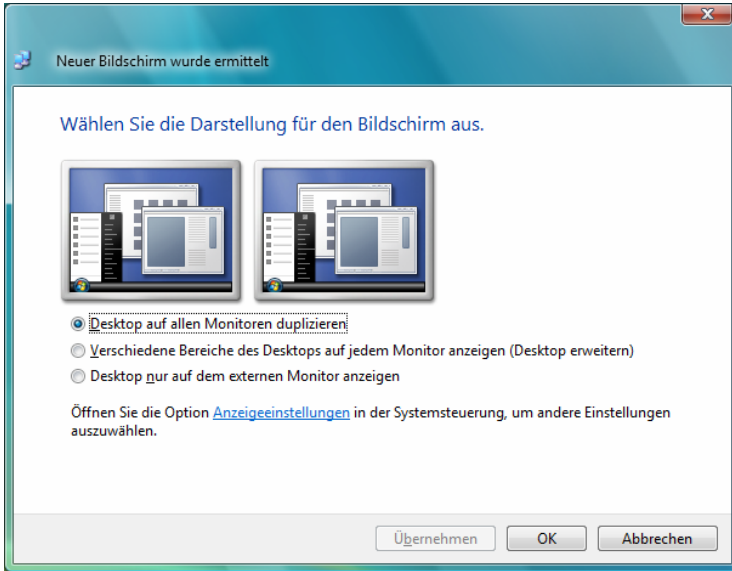 Neuer Bildschirm wurde ermittelt
Wählen Sie die Darstellung für den Bildschirm aus.
Desktop auf allen Monitoren duplizieren
Verschiedene Bereiche des Desktops auf jedem Monitor anzeigen (Desktop erweitern)
Desktop nur auf dem externen Monitor anzeigen
Öffnen Sie die Option Anzeigeeinstellungen in der Systemsteuerung, um andere Einstellungen
auszuwählen.
Übernehmen OK Abbrechen